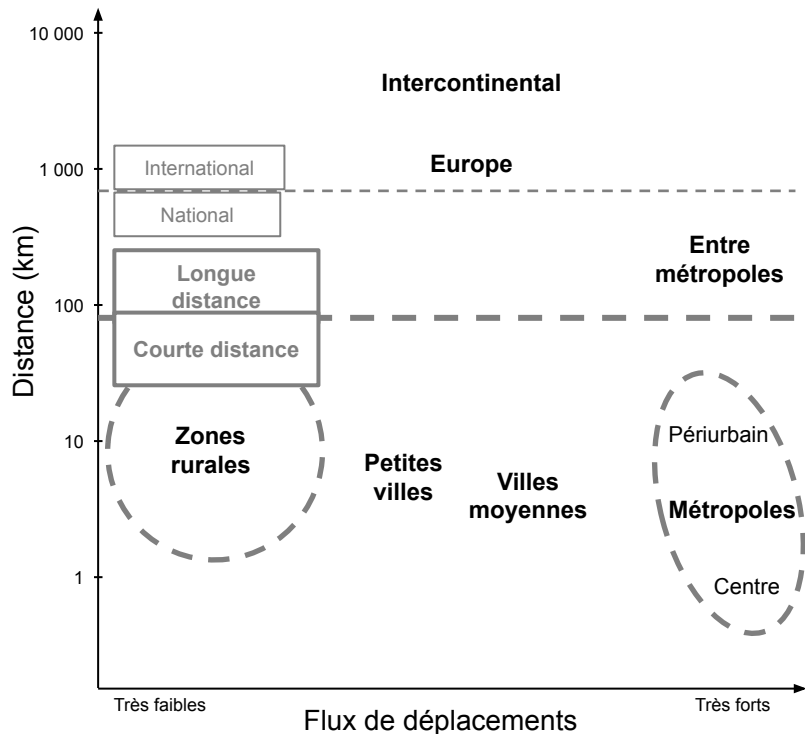 10 000
Intercontinental
International
1 000
Europe
National
Entre
métropoles
Longue
distance
100
Courte distance
Distance (km)
Périurbain
Zones
rurales
10
Petites
villes
Villes
moyennes
Métropoles
1
Centre
Très faibles
Très forts
Flux de déplacements